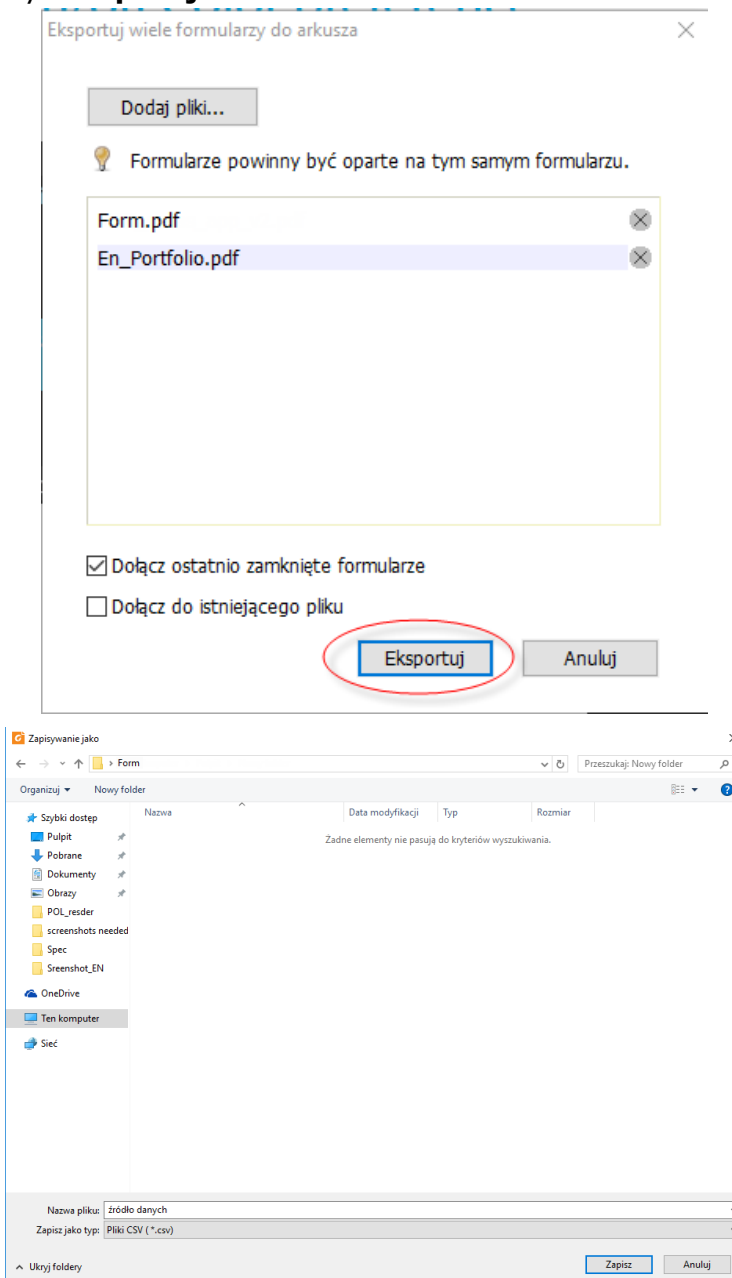 Eksportuj wiele formularzy do arkusza
Dodaj pliki...
Formularze powinny być oparte na tym samym formularzu.
Form.pdf
En_Portfolio.pdf
Dołącz ostatnio zamknięte formularze
Dołącz do istniejącego pliku
Eksportuj Anuluj
Zapisywanie jako
Form
Przeszukaj: Nowy folder
Organizuj Nowy folder
Nazwa Data modyfikacji Typ Rozmiar
Żadne elementy nie pasują do kryteriów wyszukiwania.
Szybki dostęp
Pulpit
Pobrane
Dokumenty
Obrazy
POL_resder
screenshots needed
Spec
Sreenshot_EN
OneDrive
Ten komputer
Sieć
Nazwa pliku: źródło danych
Zapisz jako typ: Pliki CSV ( *.csv)
Ukryj foldery Zapisz Anuluj